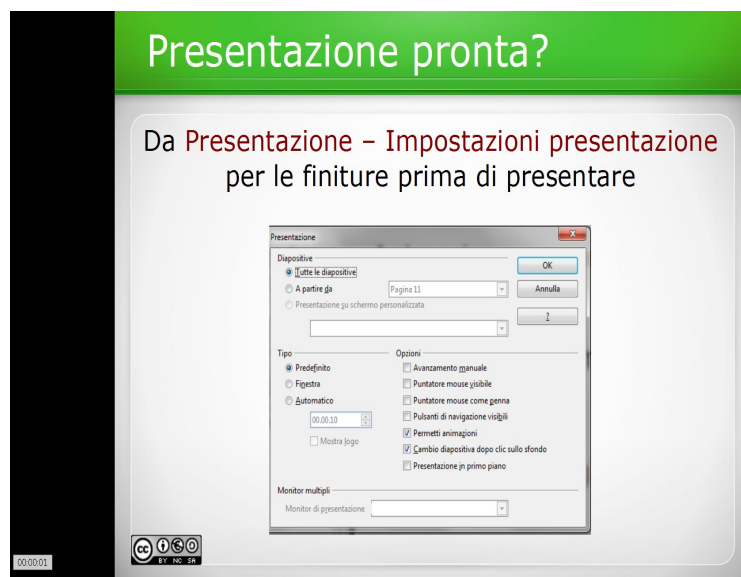 Presentazione pronta?
Da Presentazione – Impostazioni presentazione
per le finiture prima di presentare
Presentazione
Diapositive
Tutte le diapositive
OK
A partire da
Pagina 11
Annulla
Presentazione su schermo personalizzata
?
Tipo
Opzioni
Predefinito
Avanzamento manuale
Finestra
Puntatore mouse visibile
Automatico
Puntatore mouse come penna
00.00.10
Pulsanti di navigazione visibili
Mostra logo
Permetti animazioni
Cambio diapositiva dopo clic sullo sfondo
Presentazione in primo piano
Monitor multipli
Monitor di presentazione
cc
BY NC SA
00:00:01